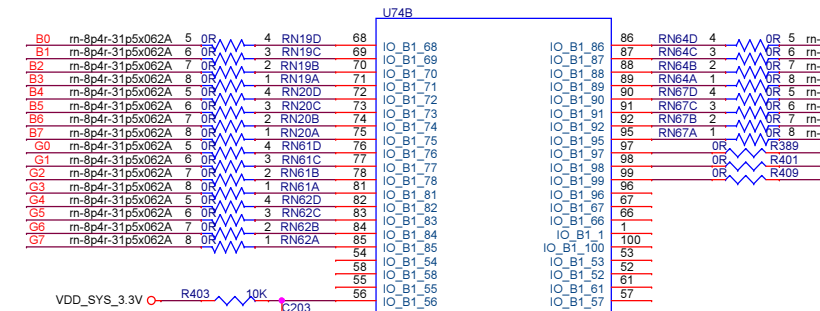 U74B
B0 rn-8p4r-31p5x062A 5 0R 4 RN19D 68 IO_B1_68 IO_B1_86 86 RN64D 4 0R 5 rn-
B1 rn-8p4r-31p5x062A 6 0R 3 RN19C 69 IO_B1_69 IO_B1_87 87 RN64C 3 0R 6 rn-
B2 rn-8p4r-31p5x062A 7 0R 2 RN19B 70 IO_B1_70 IO_B1_88 88 RN64B 2 0R 7 rn-
B3 rn-8p4r-31p5x062A 8 0R 1 RN19A 71 IO_B1_71 IO_B1_89 89 RN64A 1 0R 8 rn-
B4 rn-8p4r-31p5x062A 5 0R 4 RN20D 72 IO_B1_72 IO_B1_90 90 RN67D 4 0R 5 rn-
B5 rn-8p4r-31p5x062A 6 0R 3 RN20C 73 IO_B1_73 IO_B1_91 91 RN67C 3 0R 6 rn-
B6 rn-8p4r-31p5x062A 7 0R 2 RN20B 74 IO_B1_74 IO_B1_92 92 RN67B 2 0R 7 rn-
B7 rn-8p4r-31p5x062A 8 0R 1 RN20A 75 IO_B1_75 IO_B1_95 95 RN67A 1 0R 8 rn-
G0 rn-8p4r-31p5x062A 5 0R 4 RN61D 76 IO_B1_76 IO_B1_97 97 0R R389
G1 rn-8p4r-31p5x062A 6 0R 3 RN61C 77 IO_B1_77 IO_B1_98 98 0R R401
G2 rn-8p4r-31p5x062A 7 0R 2 RN61B 78 IO_B1_78 IO_B1_99 99 0R R409
G3 rn-8p4r-31p5x062A 8 0R 1 RN61A 81 IO_B1_81 IO_B1_96 96
G4 rn-8p4r-31p5x062A 5 0R 4 RN62D 82 IO_B1_82 IO_B1_67 67
G5 rn-8p4r-31p5x062A 6 0R 3 RN62C 83 IO_B1_83 IO_B1_66 66
G6 rn-8p4r-31p5x062A 7 0R 2 RN62B 84 IO_B1_84 IO_B1_1 1
G7 rn-8p4r-31p5x062A 8 0R 1 RN62A 85 IO_B1_85 IO_B1_100 100
54 IO_B1_54 IO_B1_53 53
58 IO_B1_58 IO_B1_52 52
55 IO_B1_55 IO_B1_61 61
VDD_SYS_3.3V R403 10K 56 IO_B1_56 IO_B1_57 57
C203